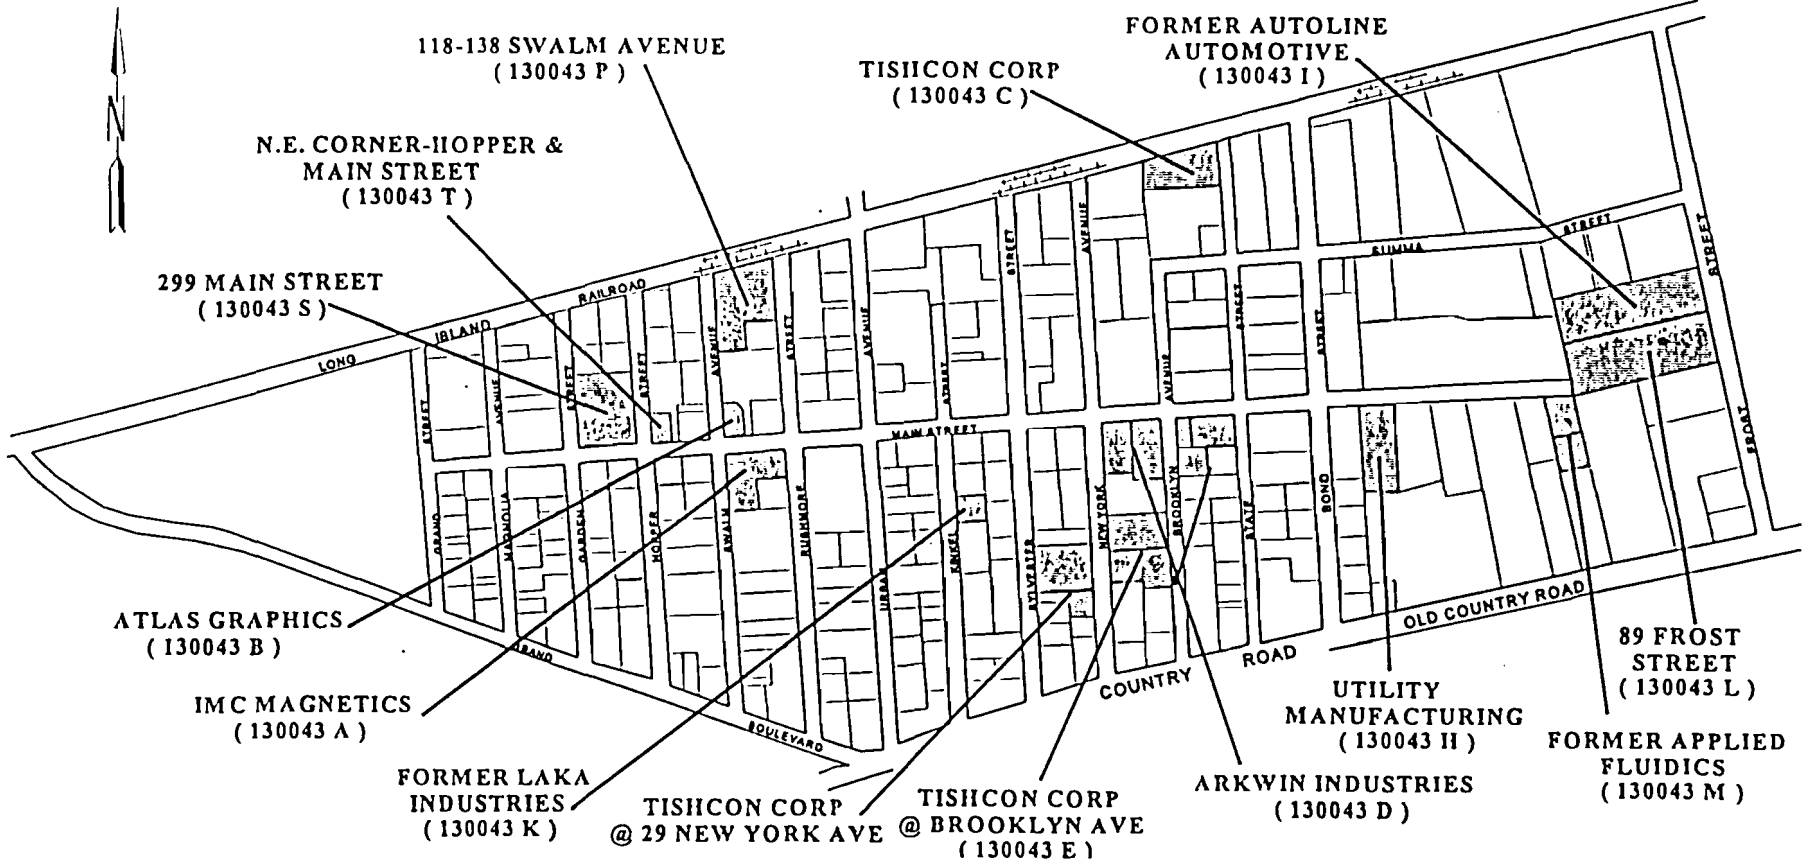 FORMER AUTOLINE
AUTOMOTIVE
( 130043 I )
118-138 SWALM AVENUE
( 130043 P )
TISHCON CORP
( 130043 C )
N
N.E. CORNER-HOPPER &
MAIN STREET
( 130043 T )
299 MAIN STREET
( 130043 S )
LONG
ISLAND
RAILROAD
SUMMA
STREET
STREET
FROST
STREET
AVENUE
STREET
STREET
AVENUE
STREET
AVENUE
STREET
STREET
AVENUE
AVENUE
STREET
STREET
MAIN STREET
GRAND
MAGNOLIA
GARDEN
HOPPER
SWALM
RUSHMORE
URBAN
KINKEL
SYLVESTER
NEW YORK
BROOKLYN
STATE
BOND
GRAND
BOULEVARD
COUNTRY
ROAD
OLD COUNTRY ROAD
ATLAS GRAPHICS
( 130043 B )
IMC MAGNETICS
( 130043 A )
FORMER LAKA
INDUSTRIES
( 130043 K )
TISHCON CORP
@ 29 NEW YORK AVE
TISHCON CORP
@ BROOKLYN AVE
( 130043 E )
ARKWIN INDUSTRIES
( 130043 D )
UTILITY
MANUFACTURING
( 130043 H )
89 FROST
STREET
( 130043 L )
FORMER APPLIED
FLUIDICS
( 130043 M )